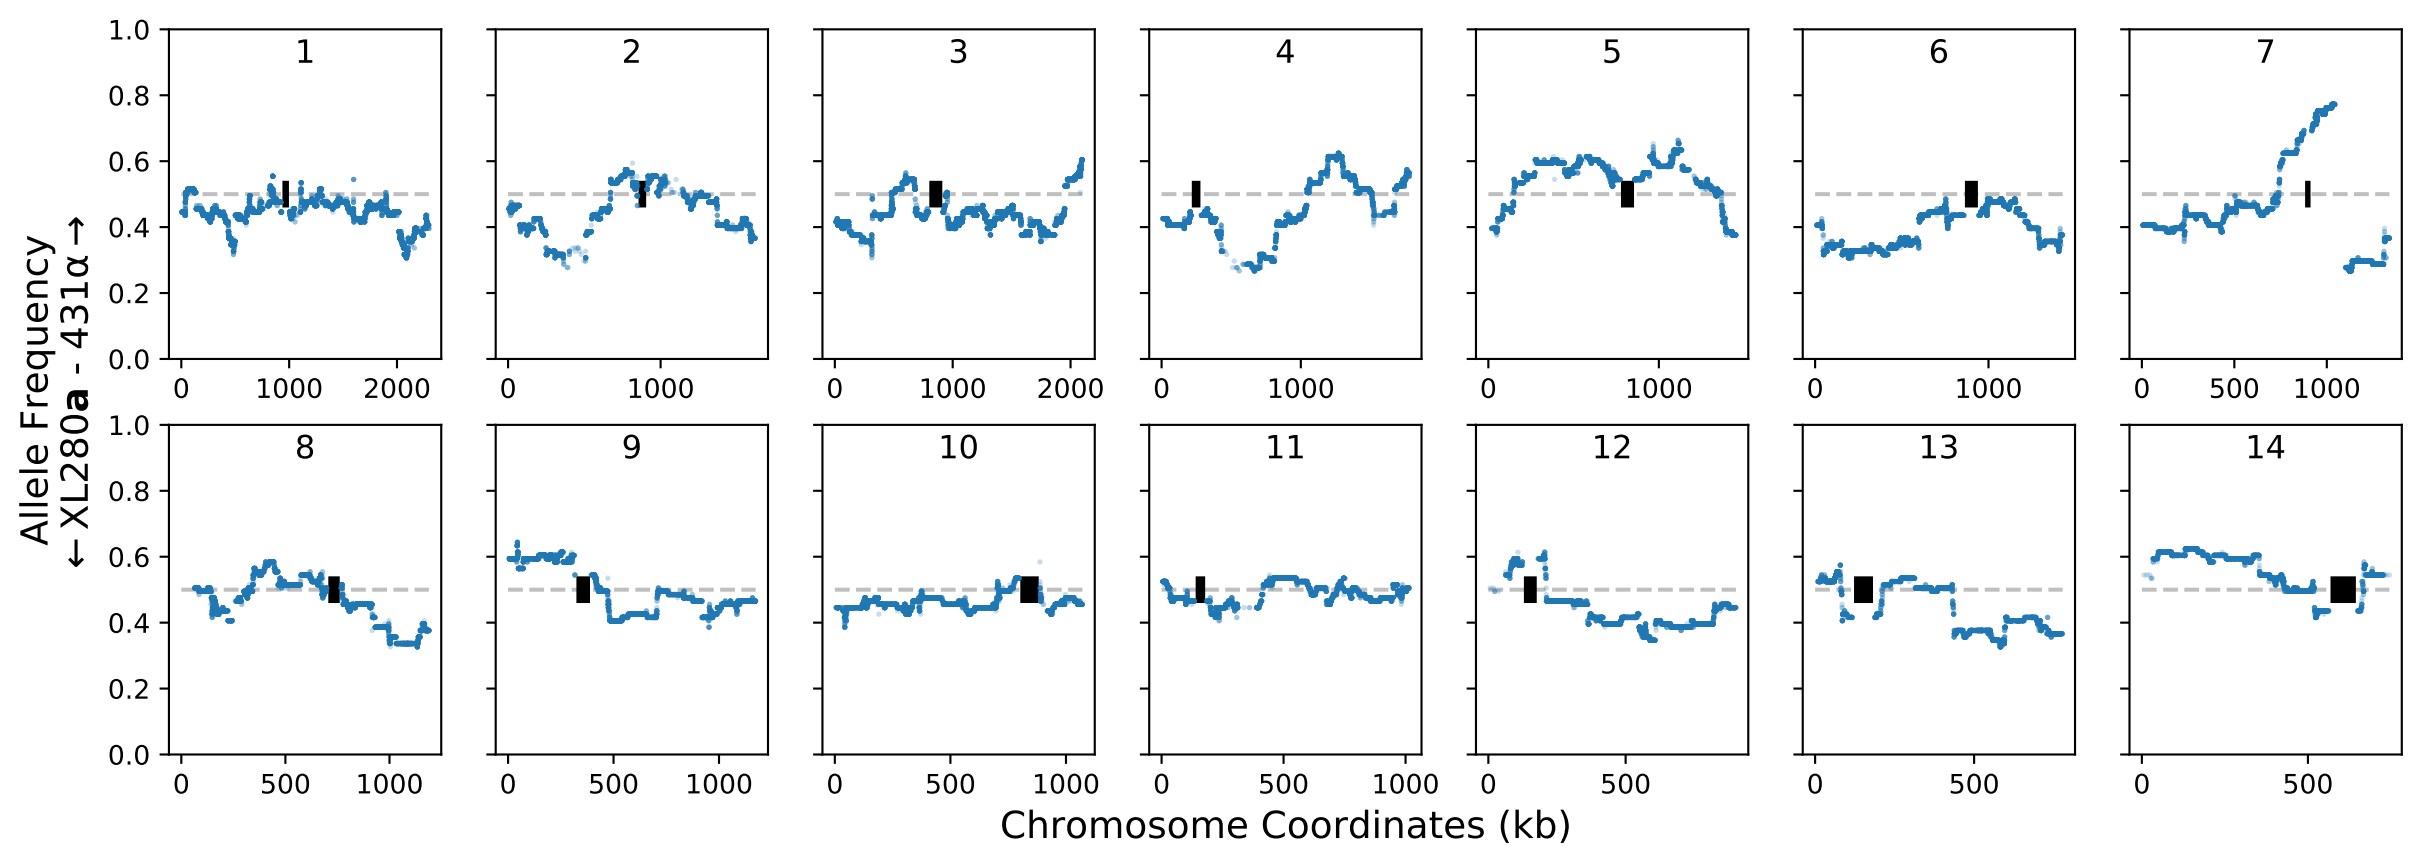 Allele Frequency
← XL280a - 431α →
1 2 3 4 5 6 7
1.0
0.8
0.6
0.4
0.2
0.0
0 1000 2000 0 1000 0 1000 2000 0 1000 0 1000 0 1000 0 500 1000
8 9 10 11 12 13 14
1.0
0.8
0.6
0.4
0.2
0.0
0 500 1000 0 500 1000 0 500 1000 0 500 1000 0 500 0 500 0 500
Chromosome Coordinates (kb)